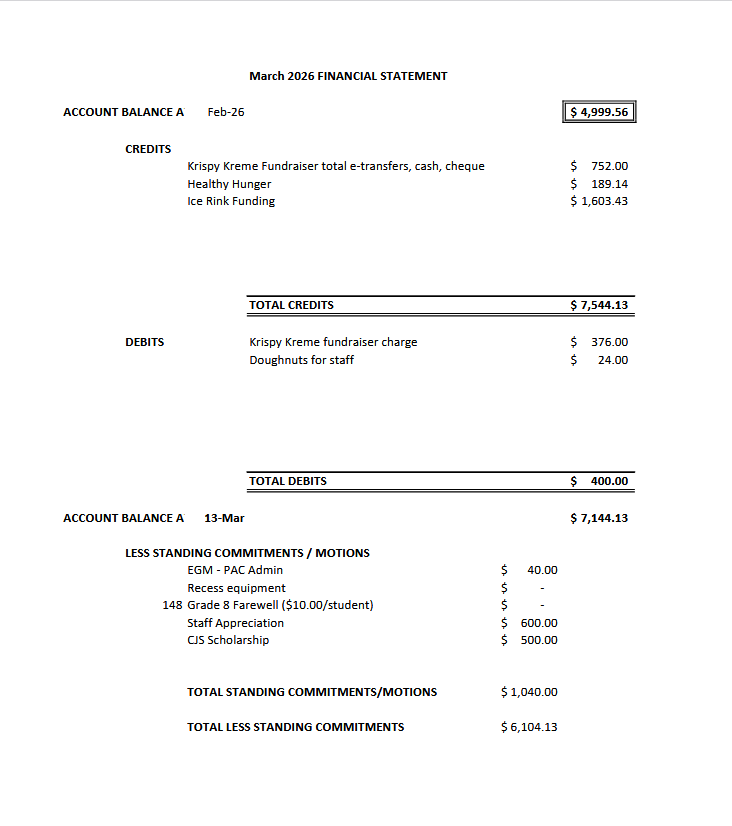 March 2026 FINANCIAL STATEMENT
ACCOUNT BALANCE A Feb-26 $ 4,999.56
CREDITS
Krispy Kreme Fundraiser total e-transfers, cash, cheque $ 752.00
Healthy Hunger $ 189.14
Ice Rink Funding $ 1,603.43
TOTAL CREDITS $ 7,544.13
DEBITS Krispy Kreme fundraiser charge $ 376.00
Doughnuts for staff $ 24.00
TOTAL DEBITS $ 400.00
ACCOUNT BALANCE A 13-Mar $ 7,144.13
LESS STANDING COMMITMENTS / MOTIONS
EGM - PAC Admin $ 40.00
Recess equipment $ -
148 Grade 8 Farewell ($10.00/student) $ -
Staff Appreciation $ 600.00
CJS Scholarship $ 500.00
TOTAL STANDING COMMITMENTS/MOTIONS $ 1,040.00
TOTAL LESS STANDING COMMITMENTS $ 6,104.13